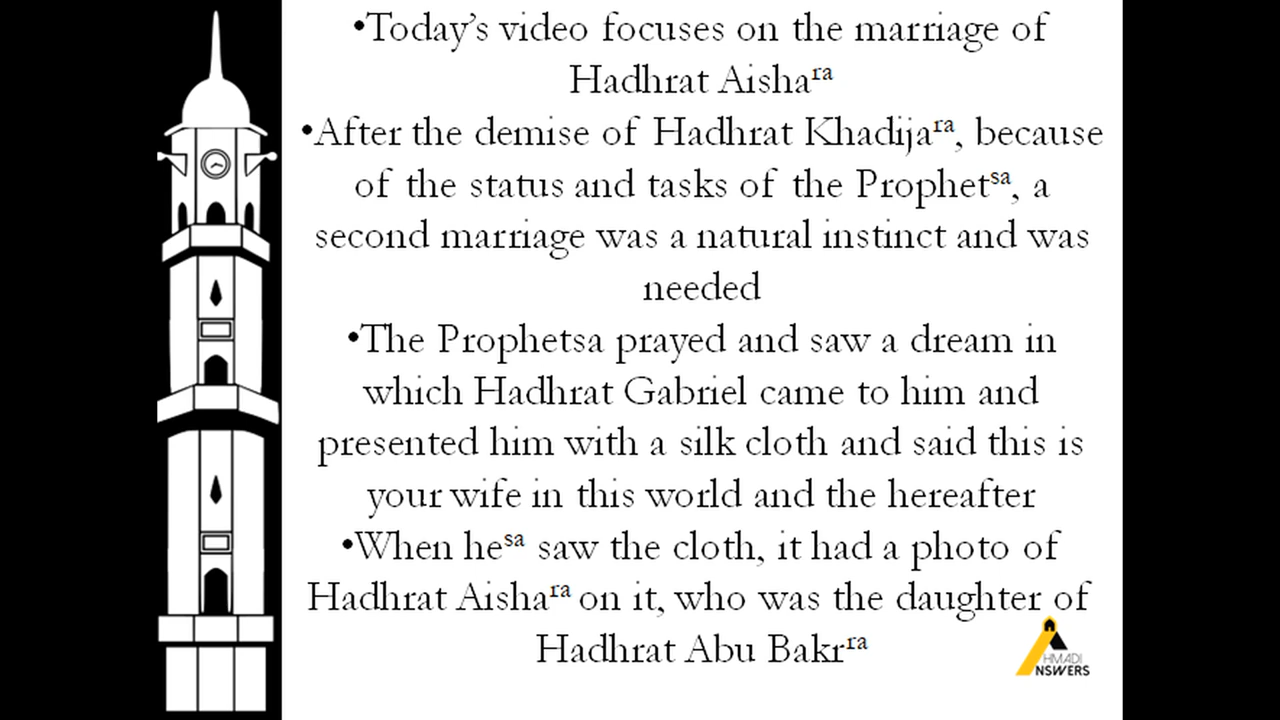 •Today’s video focuses on the marriage of
Hadhrat Aishaʳᵃ
•After the demise of Hadhrat Khadijaʳᵃ, because
of the status and tasks of the Prophetˢᵃ, a
second marriage was a natural instinct and was
needed
•The Prophetsa prayed and saw a dream in
which Hadhrat Gabriel came to him and
presented him with a silk cloth and said this is
your wife in this world and the hereafter
•When heˢᵃ saw the cloth, it had a photo of
Hadhrat Aishaʳᵃ on it, who was the daughter of
Hadhrat Abu Bakrʳᵃ
HMADI
NSWERS